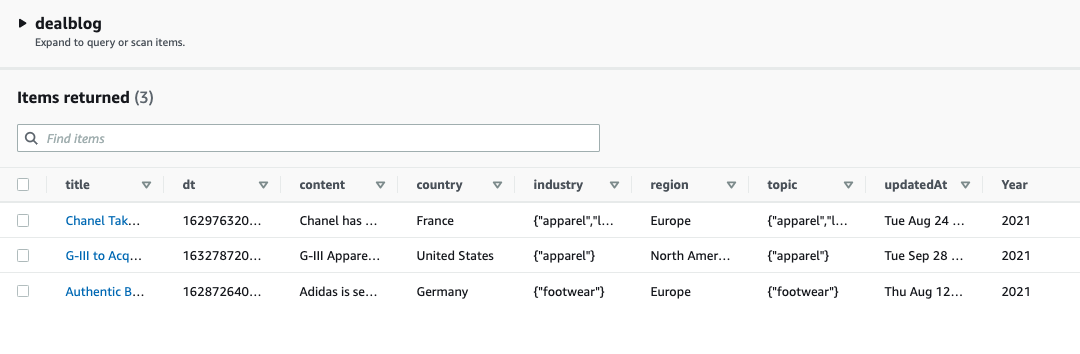 dealblog
Expand to query or scan items.
Items returned (3)
Find items
title dt content country industry region topic updatedAt Year
Chanel Tak... 162976320... Chanel has ... France {"apparel","l... Europe {"apparel","l... Tue Aug 24 ... 2021
G-III to Acq... 163278720... G-III Appare... United States {"apparel"} North Amer... {"apparel"} Tue Sep 28 ... 2021
Authentic B... 162872640... Adidas is se... Germany {"footwear"} Europe {"footwear"} Thu Aug 12... 2021